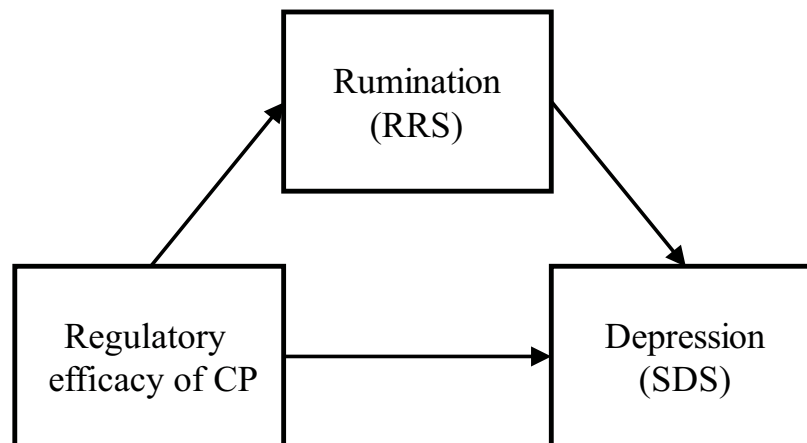 Rumination
(RRS)
Regulatory
efficacy of CP
Depression
(SDS)